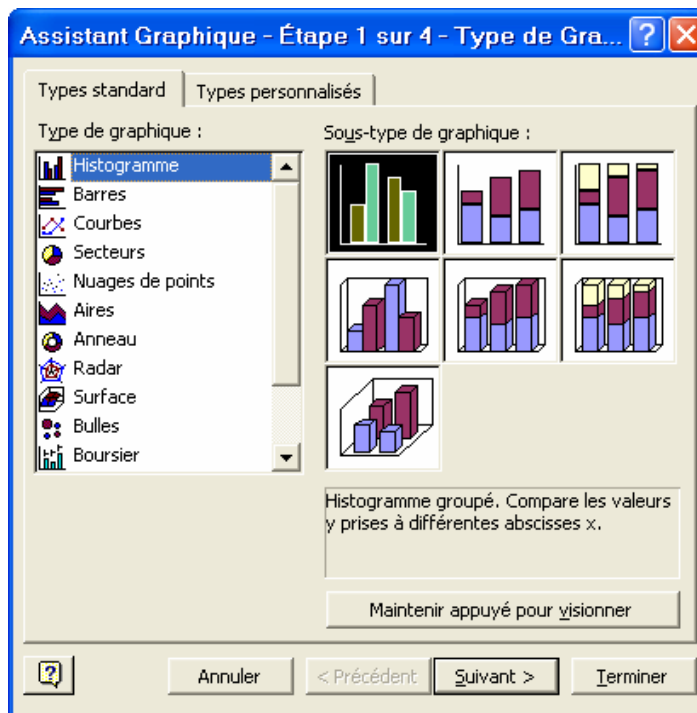 Assistant Graphique - Étape 1 sur 4 - Type de Gra... ?
Types standard
Types personnalisés
Type de graphique :
Histogramme
Barres
Courbes
Secteurs
Nuages de points
Aires
Anneau
Radar
Surface
Bulles
Boursier
Sous-type de graphique :
Histogramme groupé. Compare les valeurs
y prises à différentes abscisses x.
Maintenir appuyé pour visionner
?
Annuler
< Précédent
Suivant >
Terminer